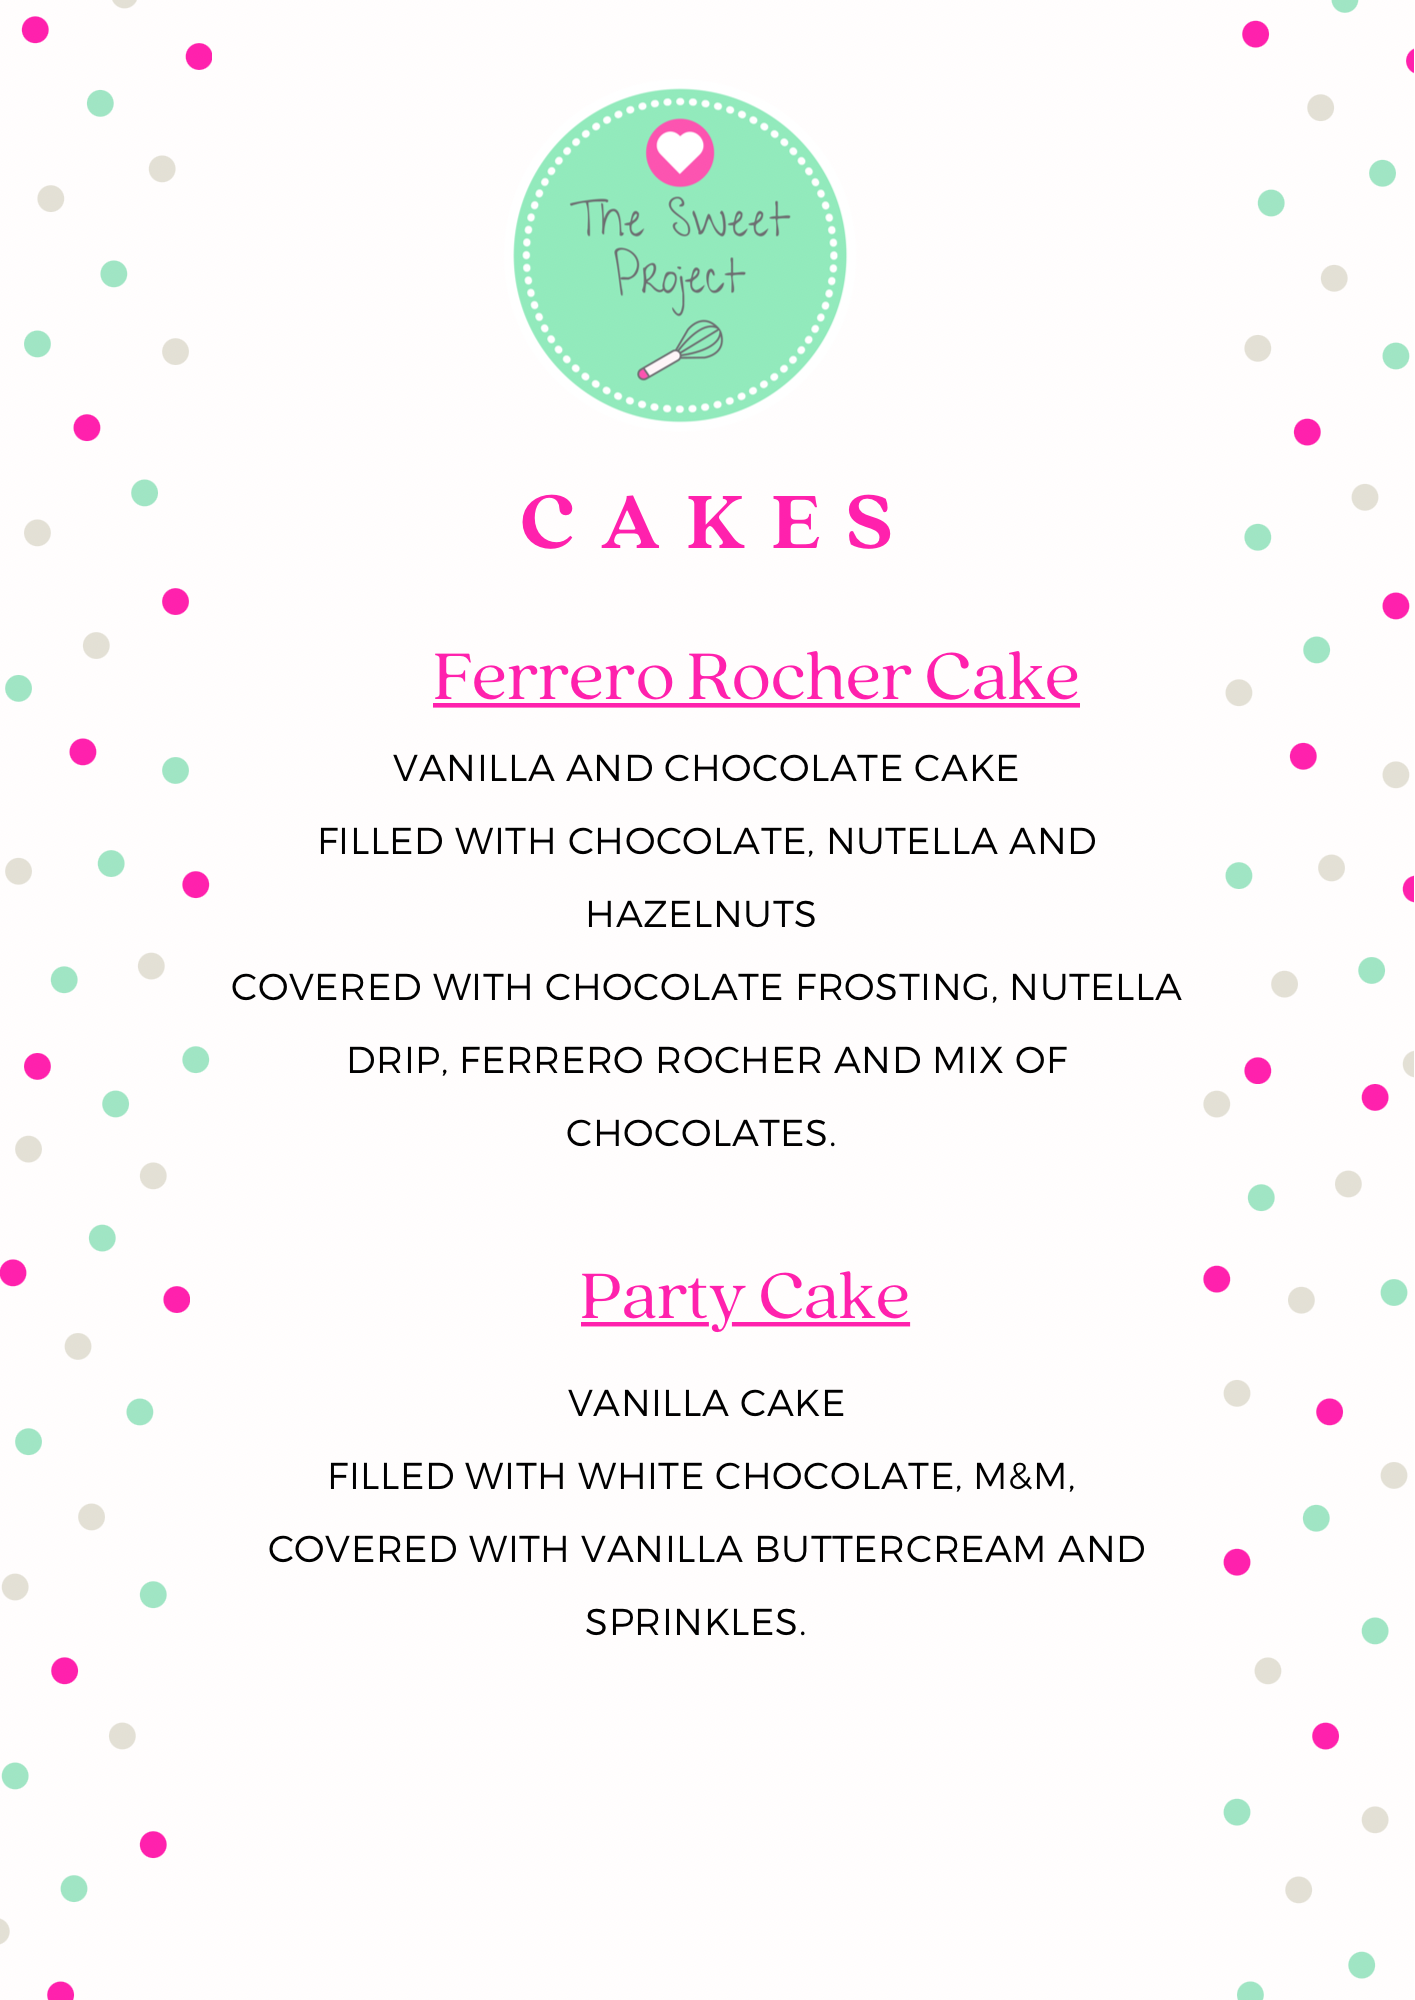 The Sweet
Project
CAKES
Ferrero Rocher Cake
VANILLA AND CHOCOLATE CAKE
FILLED WITH CHOCOLATE, NUTELLA AND
HAZELNUTS
COVERED WITH CHOCOLATE FROSTING, NUTELLA
DRIP, FERRERO ROCHER AND MIX OF
CHOCOLATES.
Party Cake
VANILLA CAKE
FILLED WITH WHITE CHOCOLATE, M&M,
COVERED WITH VANILLA BUTTERCREAM AND
SPRINKLES.